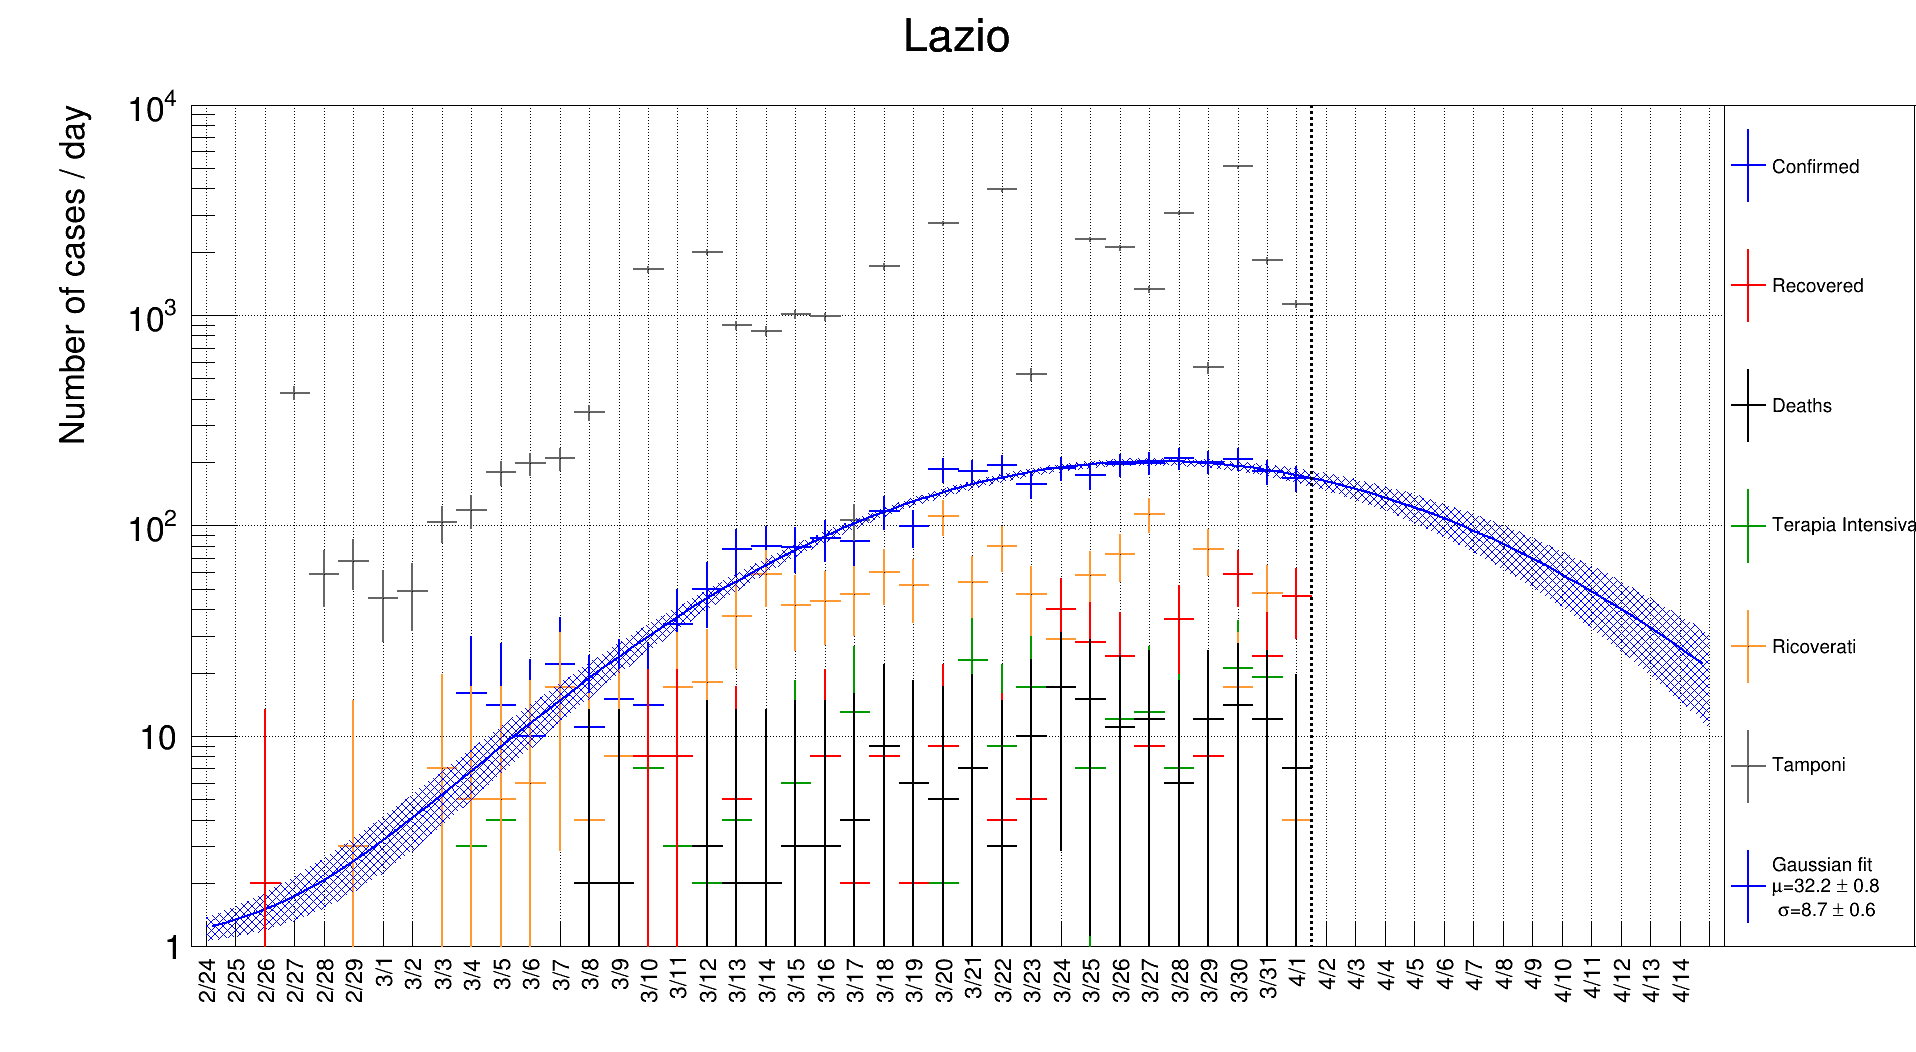 Lazio
Number of cases / day
10⁴
10³
10²
10
1
2/24 2/25 2/26 2/27 2/28 2/29 3/1 3/2 3/3 3/4 3/5 3/6 3/7 3/8 3/9 3/10 3/11 3/12 3/13 3/14 3/15 3/16 3/17 3/18 3/19 3/20 3/21 3/22 3/23 3/24 3/25 3/26 3/27 3/28 3/29 3/30 3/31 4/1 4/2 4/3 4/4 4/5 4/6 4/7 4/8 4/9 4/10 4/11 4/12 4/13 4/14
Confirmed
Recovered
Deaths
Terapia Intensiva
Ricoverati
Tamponi
Gaussian fit
μ=32.2 ± 0.8
σ=8.7 ± 0.6